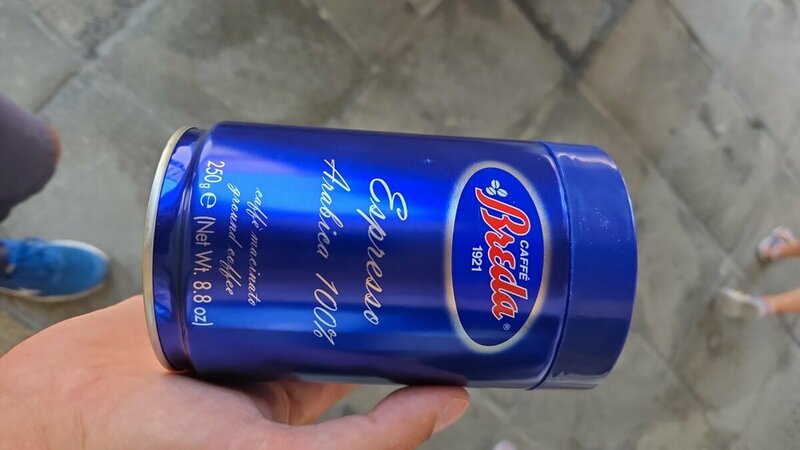 CAFFÈ
Breda®
1921
Espresso
Arabica 100%
caffè macinato
ground coffee
250g ℮ (Net Wt. 8.8 oz)